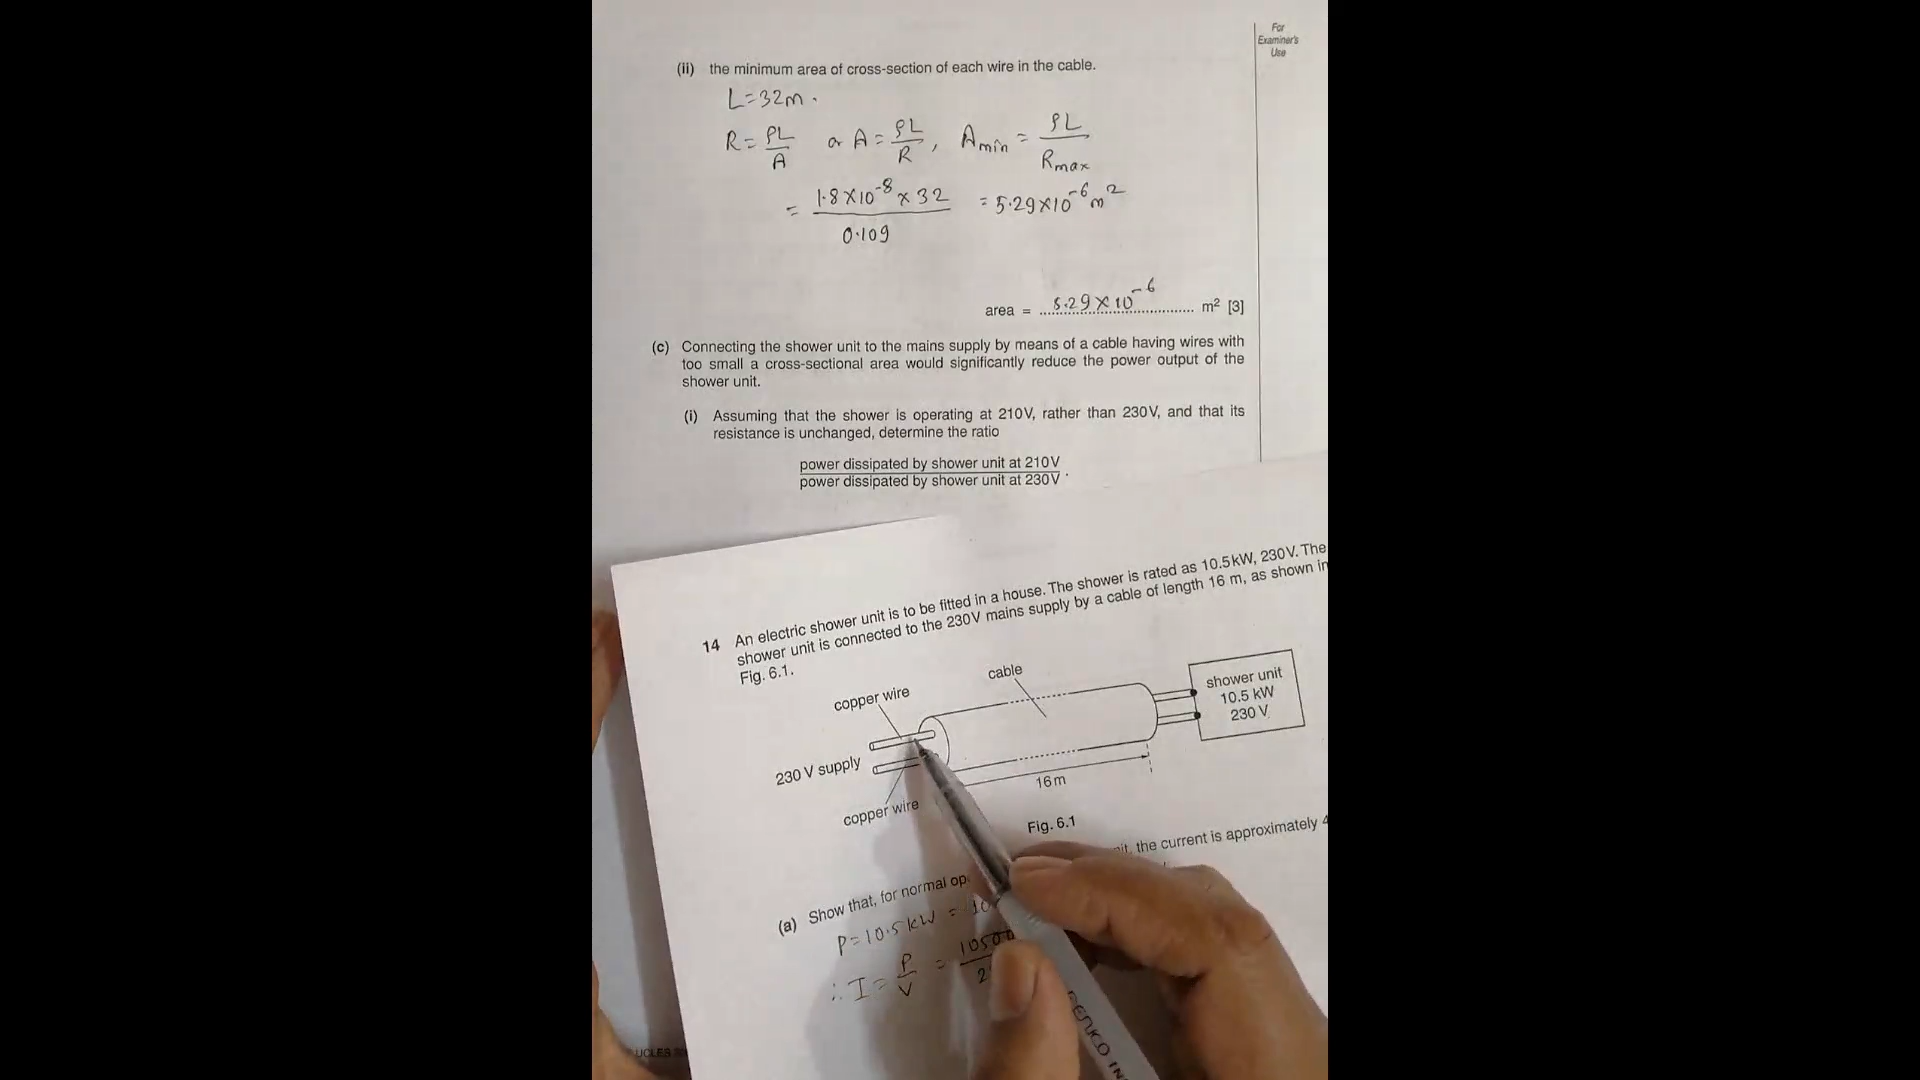 For
Examiner's
Use
(ii) the minimum area of cross-section of each wire in the cable.
L=32m.
R = ρL/A or A = ρL/R, Amin = ρL/Rmax
= 1.8×10⁻⁸ × 32 / 0.109 = 5.29×10⁻⁶ m²
area = 5.29×10⁻⁶ m² [3]
(c) Connecting the shower unit to the mains supply by means of a cable having wires with
too small a cross-sectional area would significantly reduce the power output of the
shower unit.
(i) Assuming that the shower is operating at 210V, rather than 230V, and that its
resistance is unchanged, determine the ratio
power dissipated by shower unit at 210V
power dissipated by shower unit at 230V .
14 An electric shower unit is to be fitted in a house. The shower is rated as 10.5kW, 230V. The
shower unit is connected to the 230V mains supply by a cable of length 16 m, as shown in
Fig. 6.1.
copper wire
cable
shower unit
10.5 kW
230 V
230 V supply
16m
copper wire
Fig. 6.1
(a) Show that, for normal op the current is approximately 4
P=10.5kW = 10
∴ I = P/V = 10500/2
UCLES